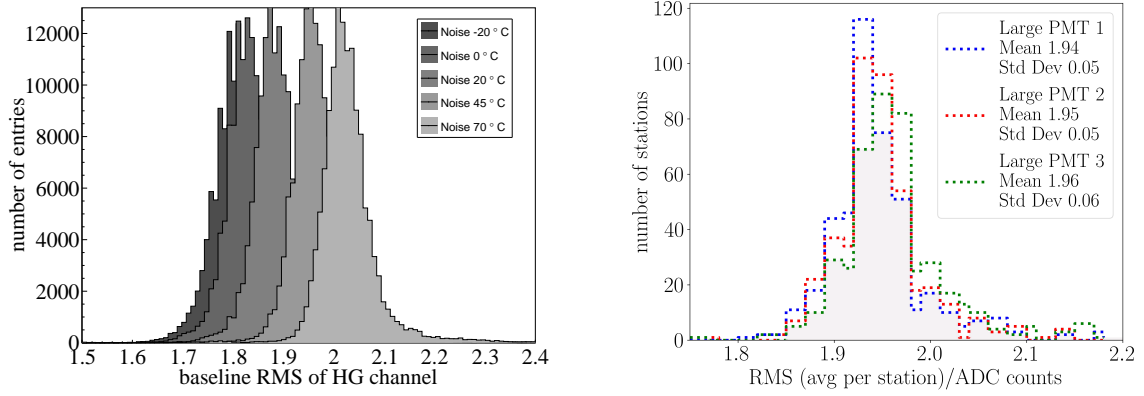 12000
10000
8000
6000
4000
2000
0
number of entries
Noise -20 ° C
Noise 0 ° C
Noise 20 ° C
Noise 45 ° C
Noise 70 ° C
1.5 1.6 1.7 1.8 1.9 2 2.1 2.2 2.3 2.4
baseline RMS of HG channel
120
100
80
60
40
20
0
number of stations
Large PMT 1
Mean 1.94
Std Dev 0.05
Large PMT 2
Mean 1.95
Std Dev 0.05
Large PMT 3
Mean 1.96
Std Dev 0.06
1.8 1.9 2.0 2.1 2.2
RMS (avg per station)/ADC counts